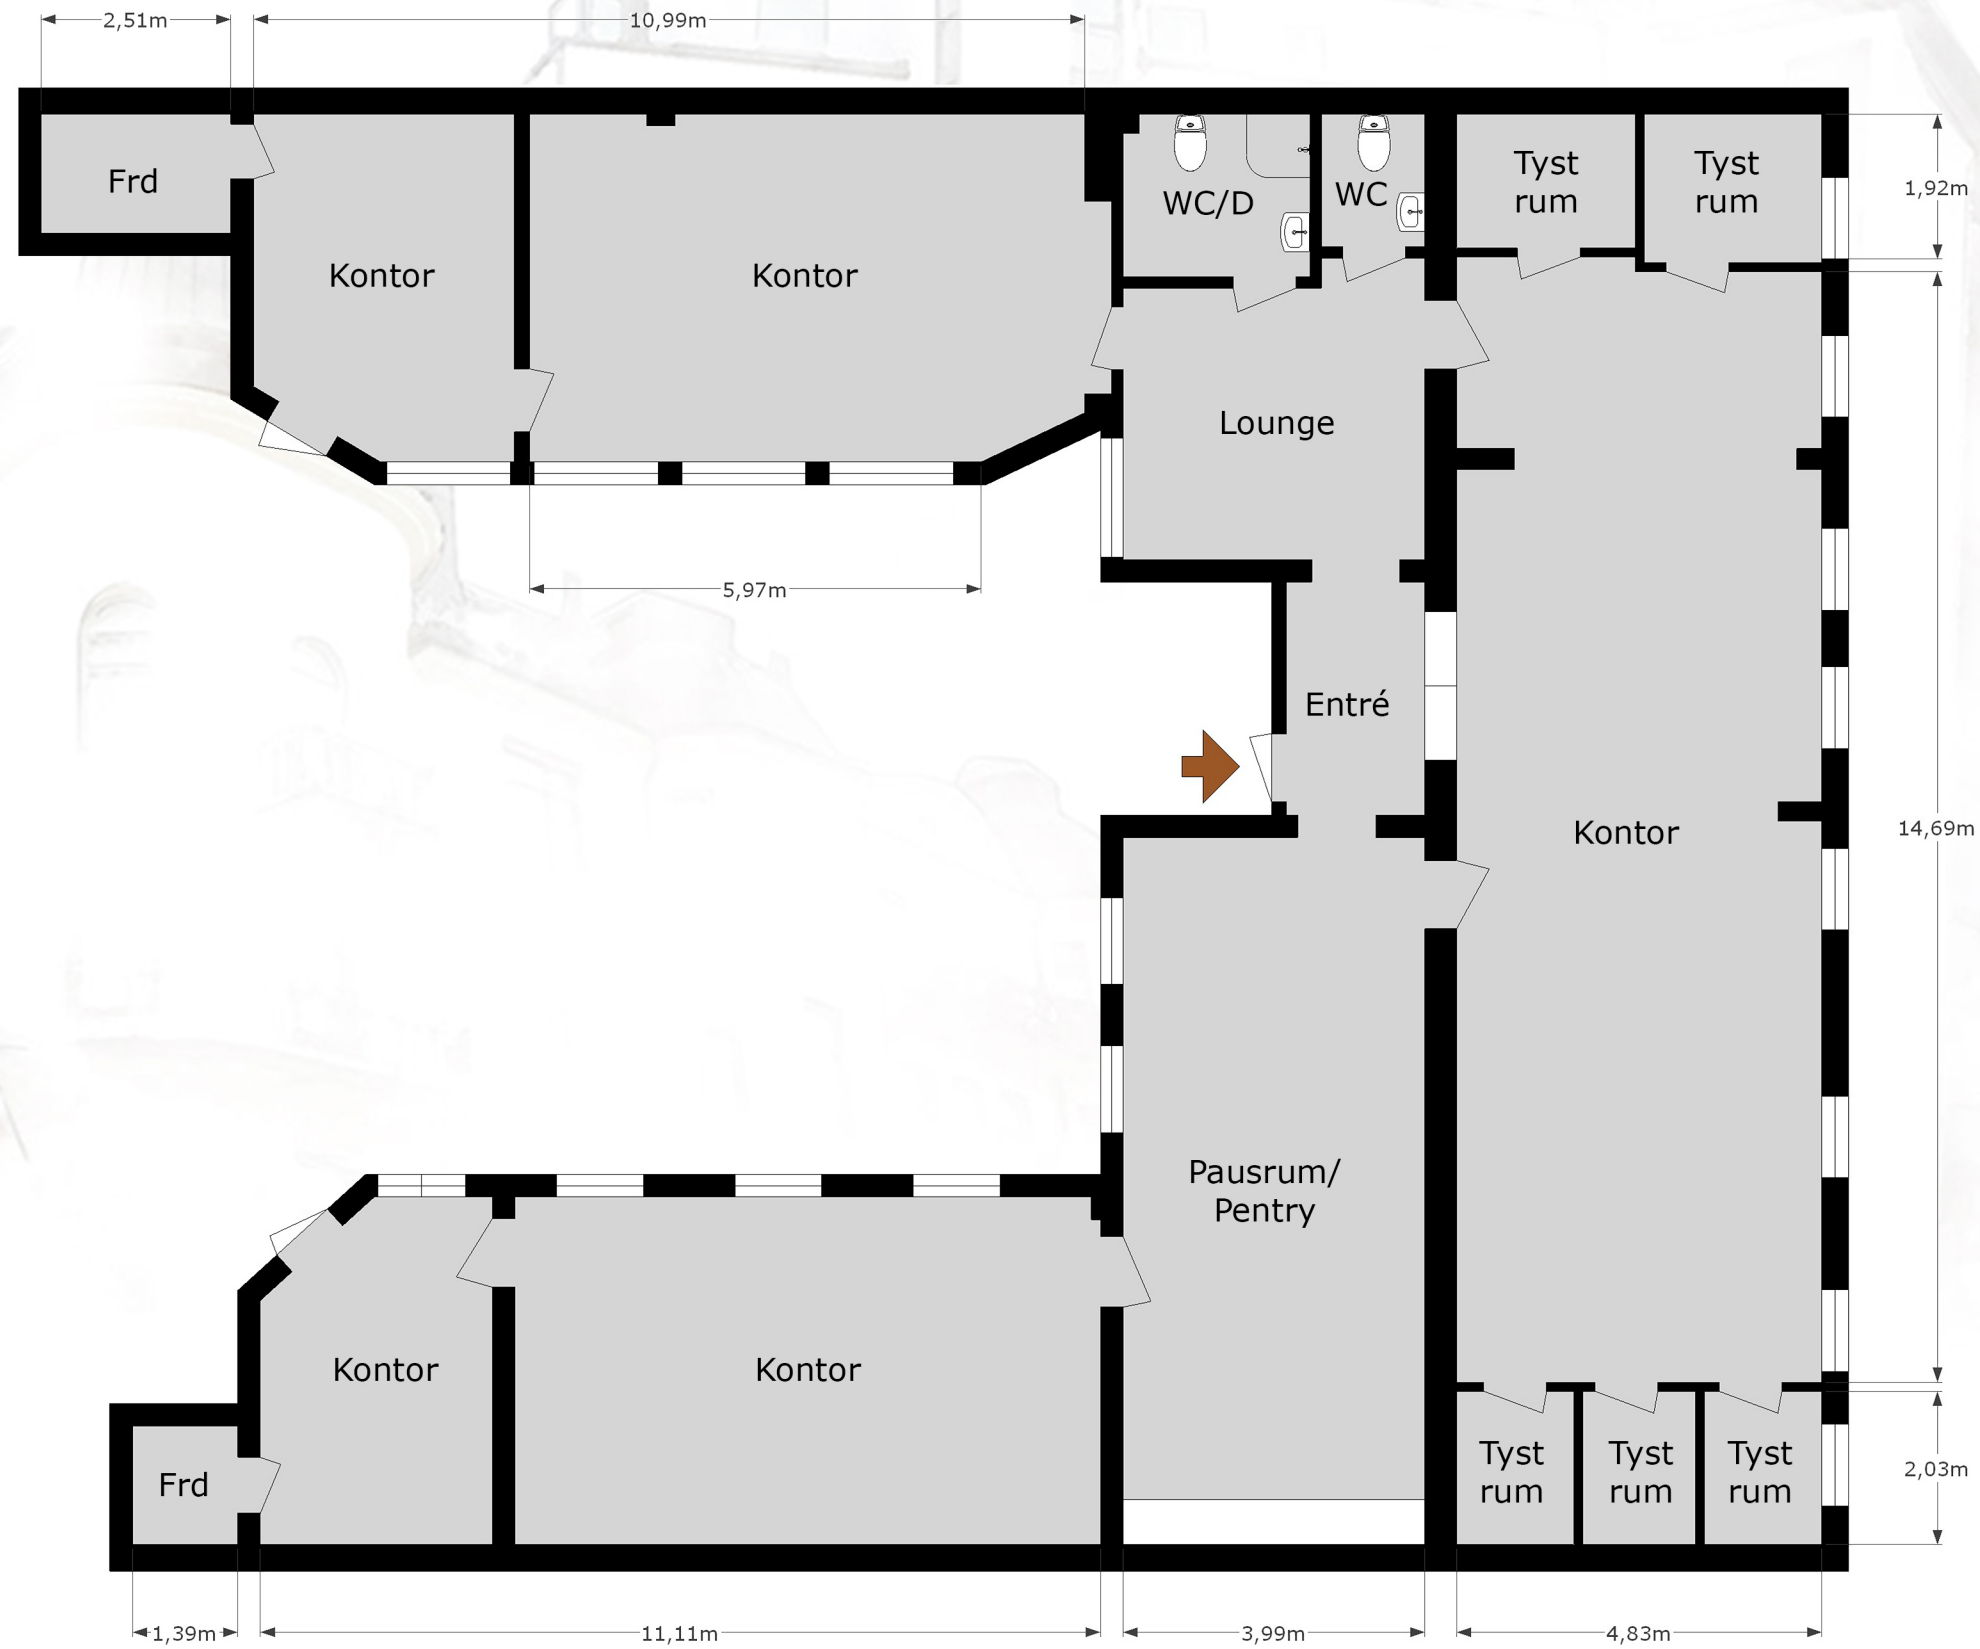 2,51m
10,99m
Frd
Kontor
Kontor
WC/D
WC
Tyst
rum
Tyst
rum
1,92m
Lounge
5,97m
Entré
Kontor
14,69m
Pausrum/
Pentry
Kontor
Kontor
Frd
Tyst
rum
Tyst
rum
Tyst
rum
2,03m
1,39m
11,11m
3,99m
4,83m